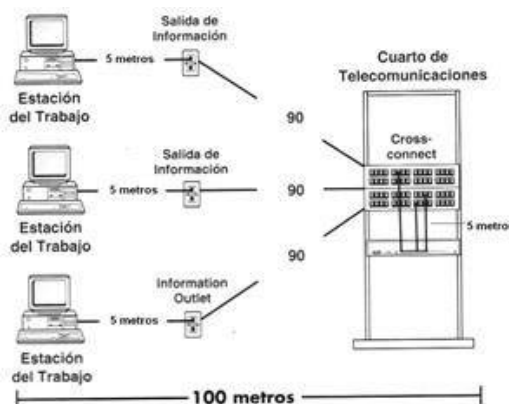 Salida de
Información
5 metros
Estación
del Trabajo
90
Cuarto de
Telecomunicaciones
Cross-
connect
Salida de
Información
5 metros
Estación
del Trabajo
90
5 metro
90
Information
Outlet
5 metros
Estación
del Trabajo
100 metros